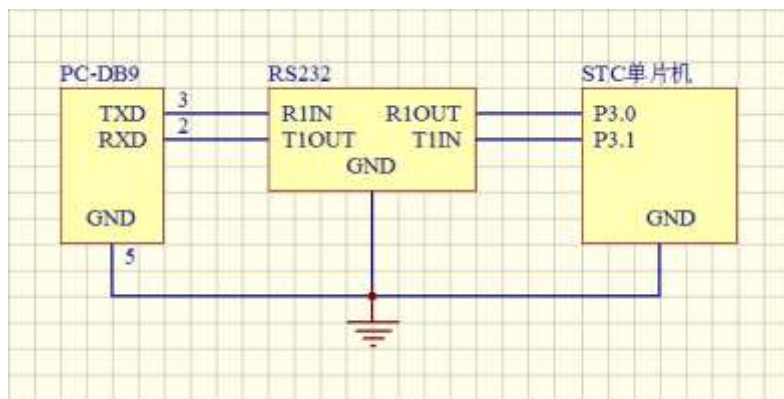 PC-DB9 RS232 STC单片机
TXD 3 R1IN R1OUT P3.0
RXD 2 T1OUT T1IN P3.1
GND
GND GND
5